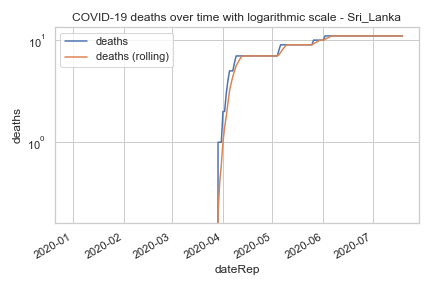 COVID-19 deaths over time with logarithmic scale - Sri_Lanka
10¹
deaths
deaths (rolling)
deaths
10⁰
2020-01
2020-02
2020-03
2020-04
2020-05
2020-06
2020-07
dateRep